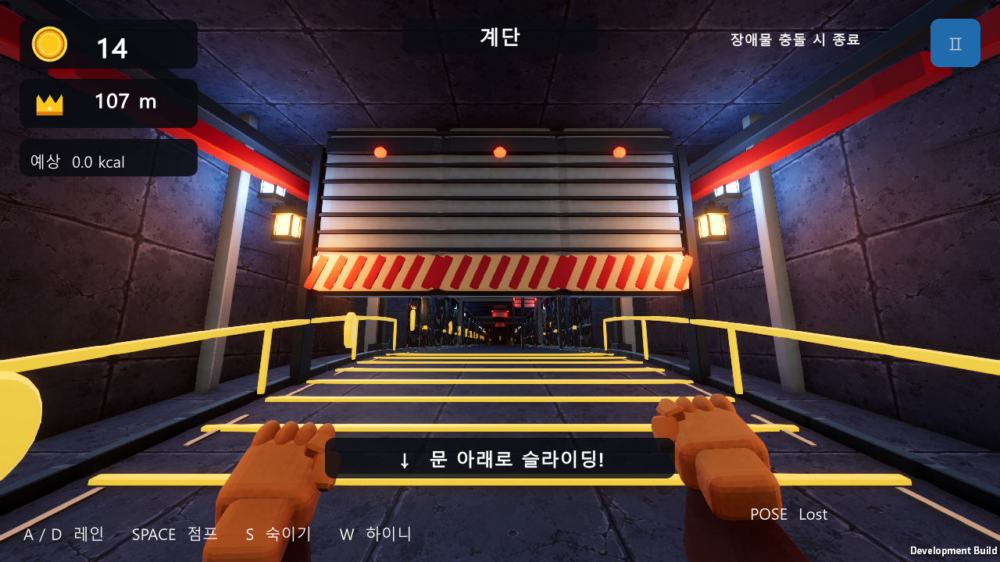 14
계단
장애물 충돌 시 종료
107 m
예상 0.0 kcal
↓ 문 아래로 슬라이딩!
POSE Lost
A / D 레인 SPACE 점프 S 숙이기 W 하이니
Development Build